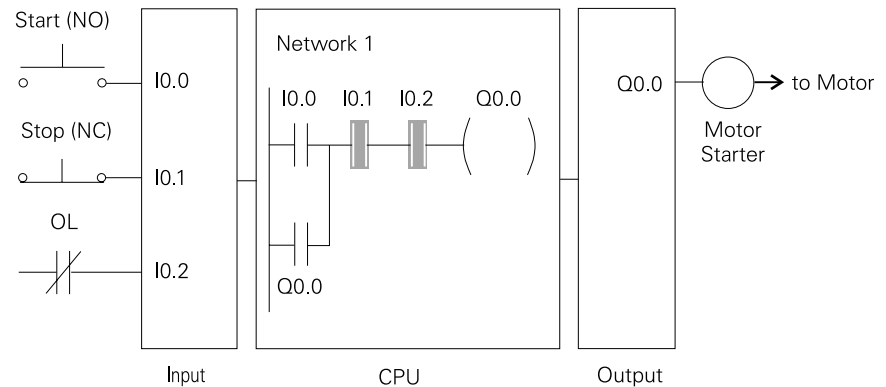 Start (NO)
I0.0
Stop (NC)
I0.1
OL
I0.2
Input
Network 1
I0.0 I0.1 I0.2 Q0.0
Q0.0
CPU
Q0.0
Output
to Motor
Motor
Starter